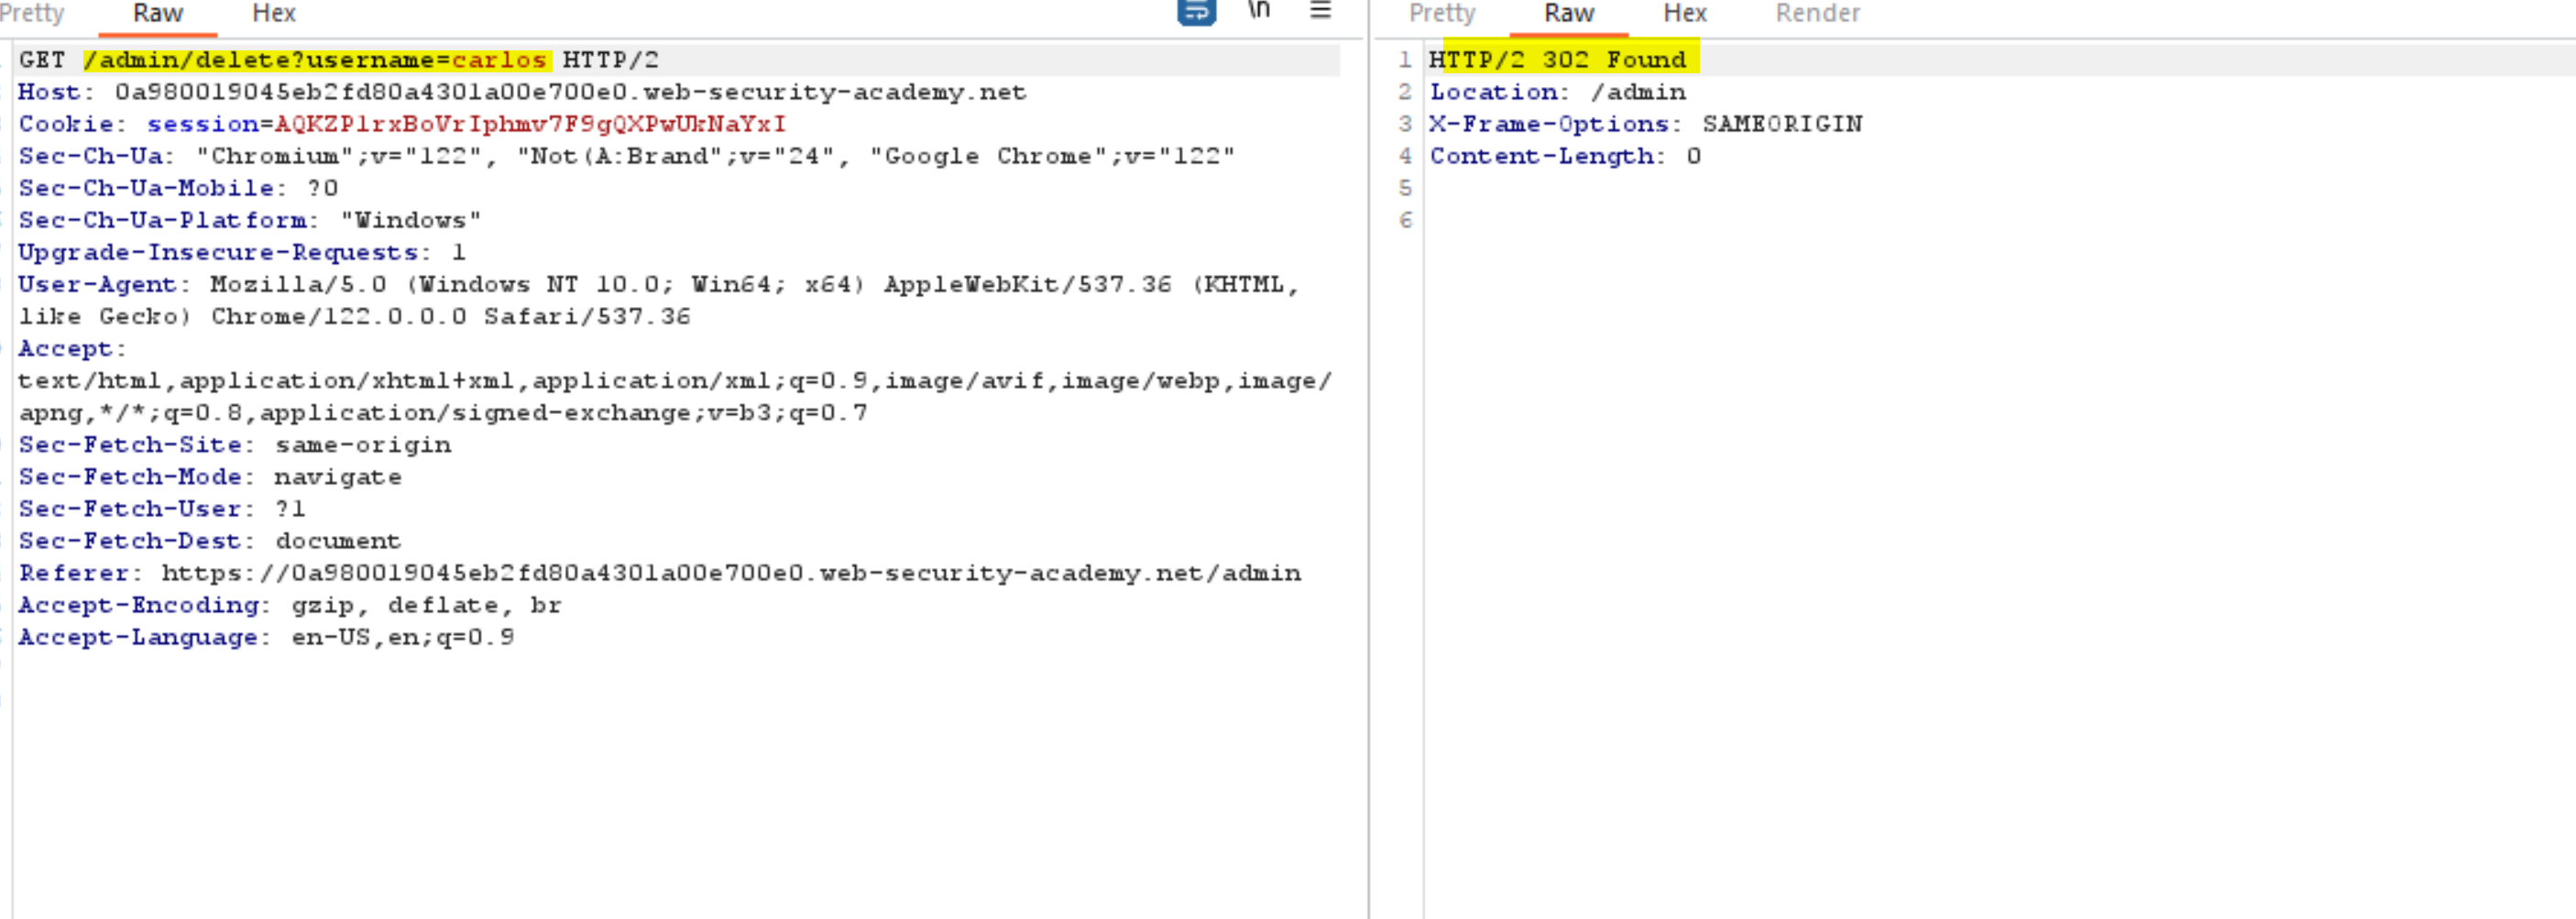 Pretty Raw Hex \n
GET /admin/delete?username=carlos HTTP/2
Host: 0a980019045eb2fd80a4301a00e700e0.web-security-academy.net
Cookie: session=AQKZPlrxBoVrIphmv7F9gQXPwUkNaYxI
Sec-Ch-Ua: "Chromium";v="122", "Not(A:Brand";v="24", "Google Chrome";v="122"
Sec-Ch-Ua-Mobile: ?0
Sec-Ch-Ua-Platform: "Windows"
Upgrade-Insecure-Requests: 1
User-Agent: Mozilla/5.0 (Windows NT 10.0; Win64; x64) AppleWebKit/537.36 (KHTML,
like Gecko) Chrome/122.0.0.0 Safari/537.36
Accept:
text/html,application/xhtml+xml,application/xml;q=0.9,image/avif,image/webp,image/
apng,*/*;q=0.8,application/signed-exchange;v=b3;q=0.7
Sec-Fetch-Site: same-origin
Sec-Fetch-Mode: navigate
Sec-Fetch-User: ?1
Sec-Fetch-Dest: document
Referer: https://0a980019045eb2fd80a4301a00e700e0.web-security-academy.net/admin
Accept-Encoding: gzip, deflate, br
Accept-Language: en-US,en;q=0.9
Pretty Raw Hex Render
1 HTTP/2 302 Found
2 Location: /admin
3 X-Frame-Options: SAMEORIGIN
4 Content-Length: 0
5
6